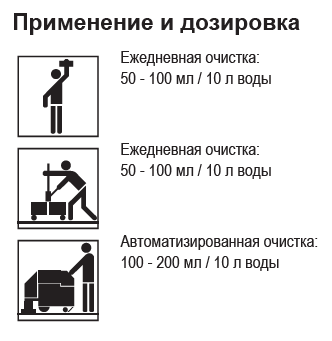 Применение и дозировка
Ежедневная очистка:
50 - 100 мл / 10 л воды
Ежедневная очистка:
50 - 100 мл / 10 л воды
Автоматизированная очистка:
100 - 200 мл / 10 л воды